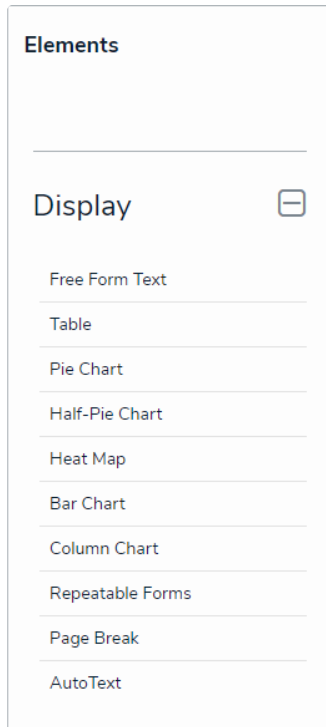 Elements
Display
Free Form Text
Table
Pie Chart
Half-Pie Chart
Heat Map
Bar Chart
Column Chart
Repeatable Forms
Page Break
AutoText